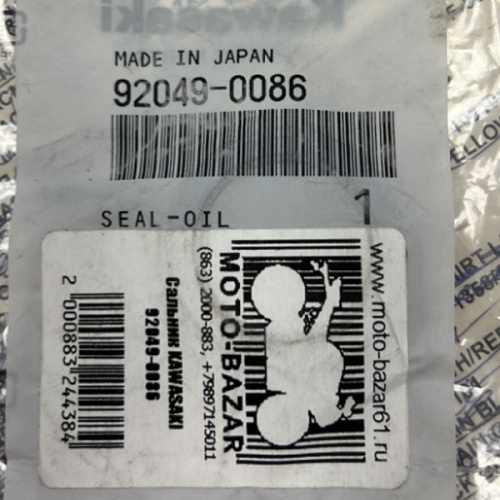 Kawasaki
Kawasaki
MADE IN JAPAN
92049-0086
SEAL-OIL 1
www.moto-bazar61.ru
MOTO-BAZAR
(863) 2000-883, +79897145011
Сальник KAWASAKI
92049-0086
2 000883 244384